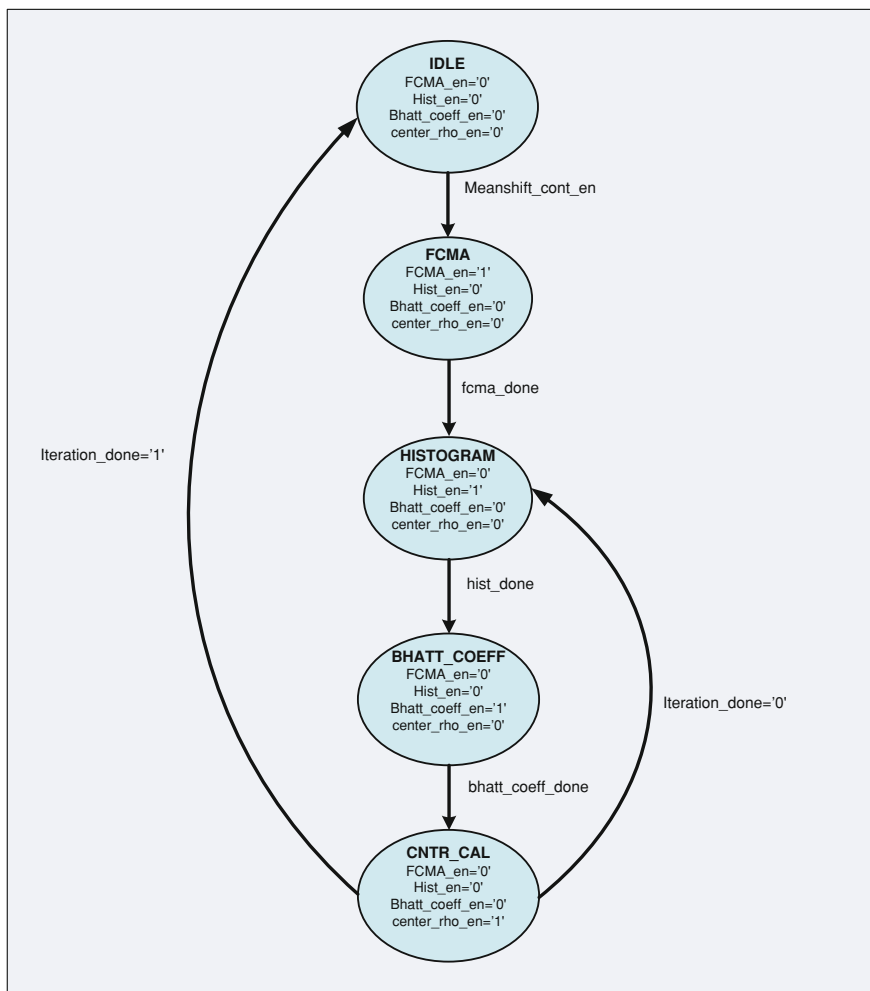 IDLE
FCMA_en='0'
Hist_en='0'
Bhatt_coeff_en='0'
center_rho_en='0'
Meanshift_cont_en
FCMA
FCMA_en='1'
Hist_en='0'
Bhatt_coeff_en='0'
center_rho_en='0'
fcma_done
Iteration_done='1'
HISTOGRAM
FCMA_en='0'
Hist_en='1'
Bhatt_coeff_en='0'
center_rho_en='0'
hist_done
BHATT_COEFF
FCMA_en='0'
Hist_en='0'
Bhatt_coeff_en='1'
center_rho_en='0'
Iteration_done='0'
bhatt_coeff_done
CNTR_CAL
FCMA_en='0'
Hist_en='0'
Bhatt_coeff_en='0'
center_rho_en='1'